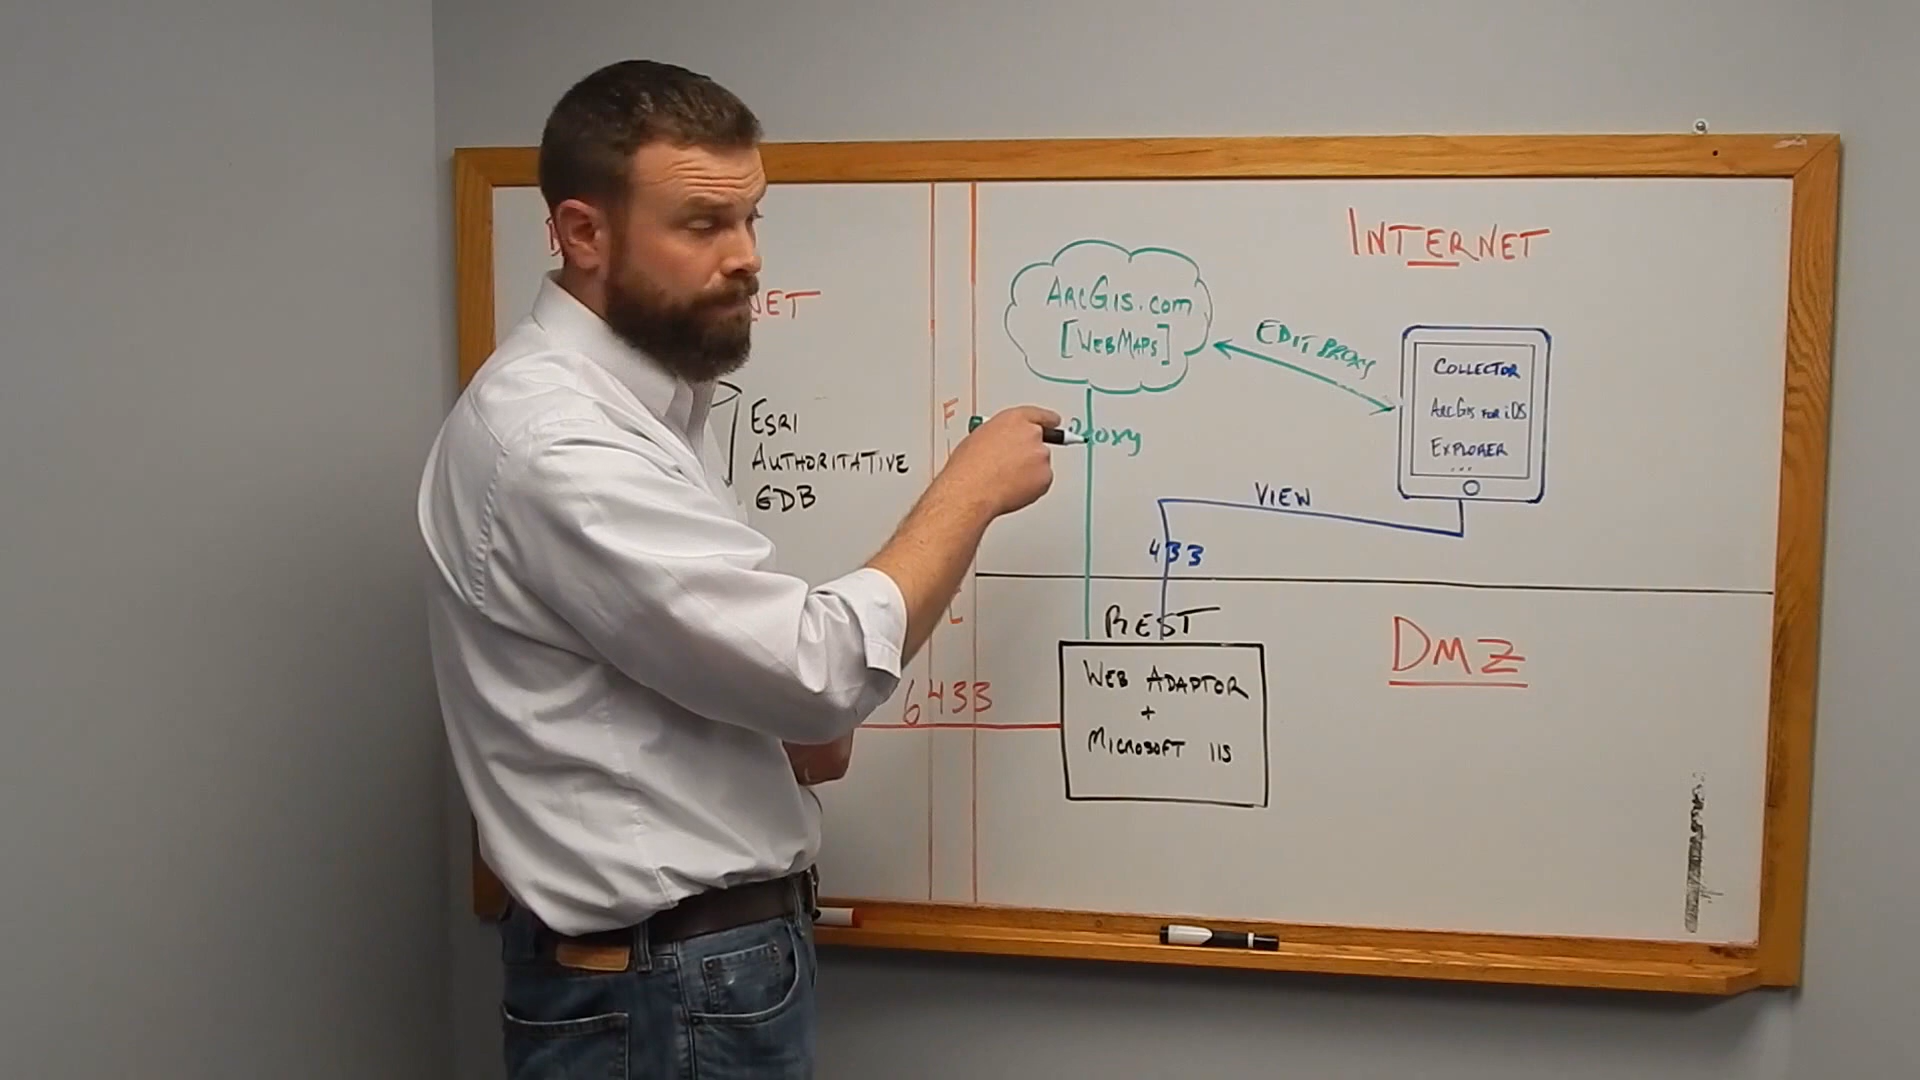 NET
ESRI
AUTHORITATIVE
GDB
F
L
6433
INTERNET
ARCGIS.com
[WEBMAPS]
EDIT PROXY
COLLECTOR
ARCGIS FOR iOS
EXPLORER
...
Proxy
VIEW
433
REST
WEB ADAPTOR
+
MICROSOFT IIS
DMZ